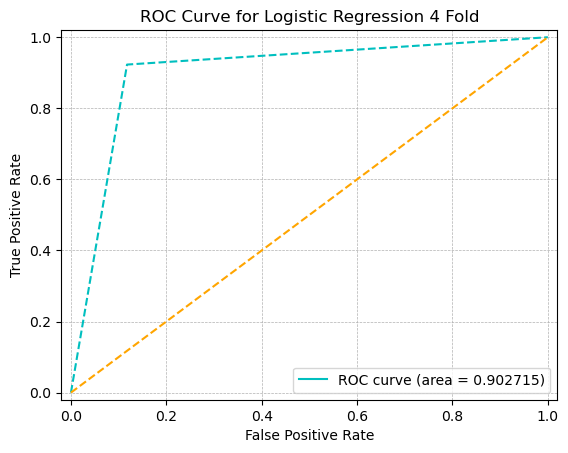 ROC Curve for Logistic Regression 4 Fold
True Positive Rate
1.0
0.8
0.6
0.4
0.2
0.0
ROC curve (area = 0.902715)
0.0 0.2 0.4 0.6 0.8 1.0
False Positive Rate